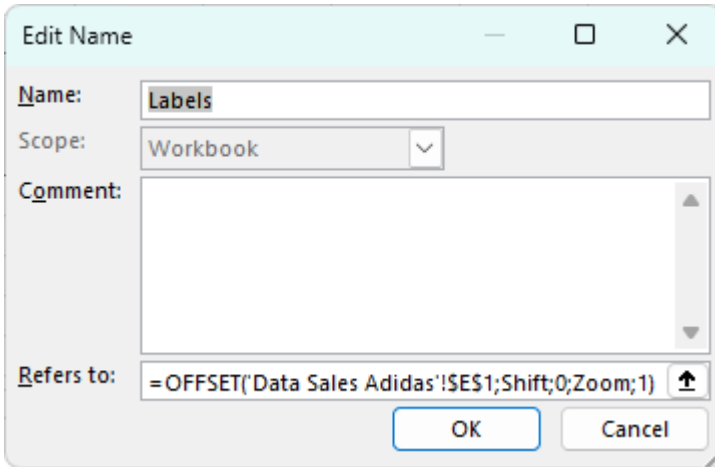 Edit Name
Name: Labels
Scope: Workbook
Comment:
Refers to: =OFFSET('Data Sales Adidas'!$E$1;Shift;0;Zoom;1)
OK Cancel